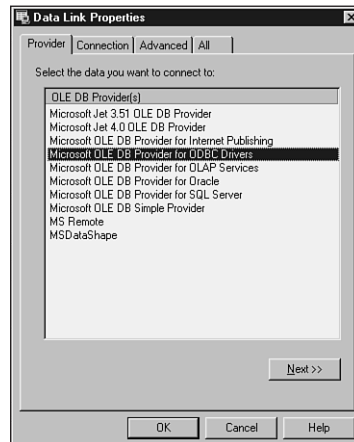 Data Link Properties
Provider Connection Advanced All
Select the data you want to connect to:
OLE DB Provider(s)
Microsoft Jet 3.51 OLE DB Provider
Microsoft Jet 4.0 OLE DB Provider
Microsoft OLE DB Provider for Internet Publishing
Microsoft OLE DB Provider for ODBC Drivers
Microsoft OLE DB Provider for OLAP Services
Microsoft OLE DB Provider for Oracle
Microsoft OLE DB Provider for SQL Server
Microsoft OLE DB Simple Provider
MS Remote
MSDataShape
Next >>
OK Cancel Help